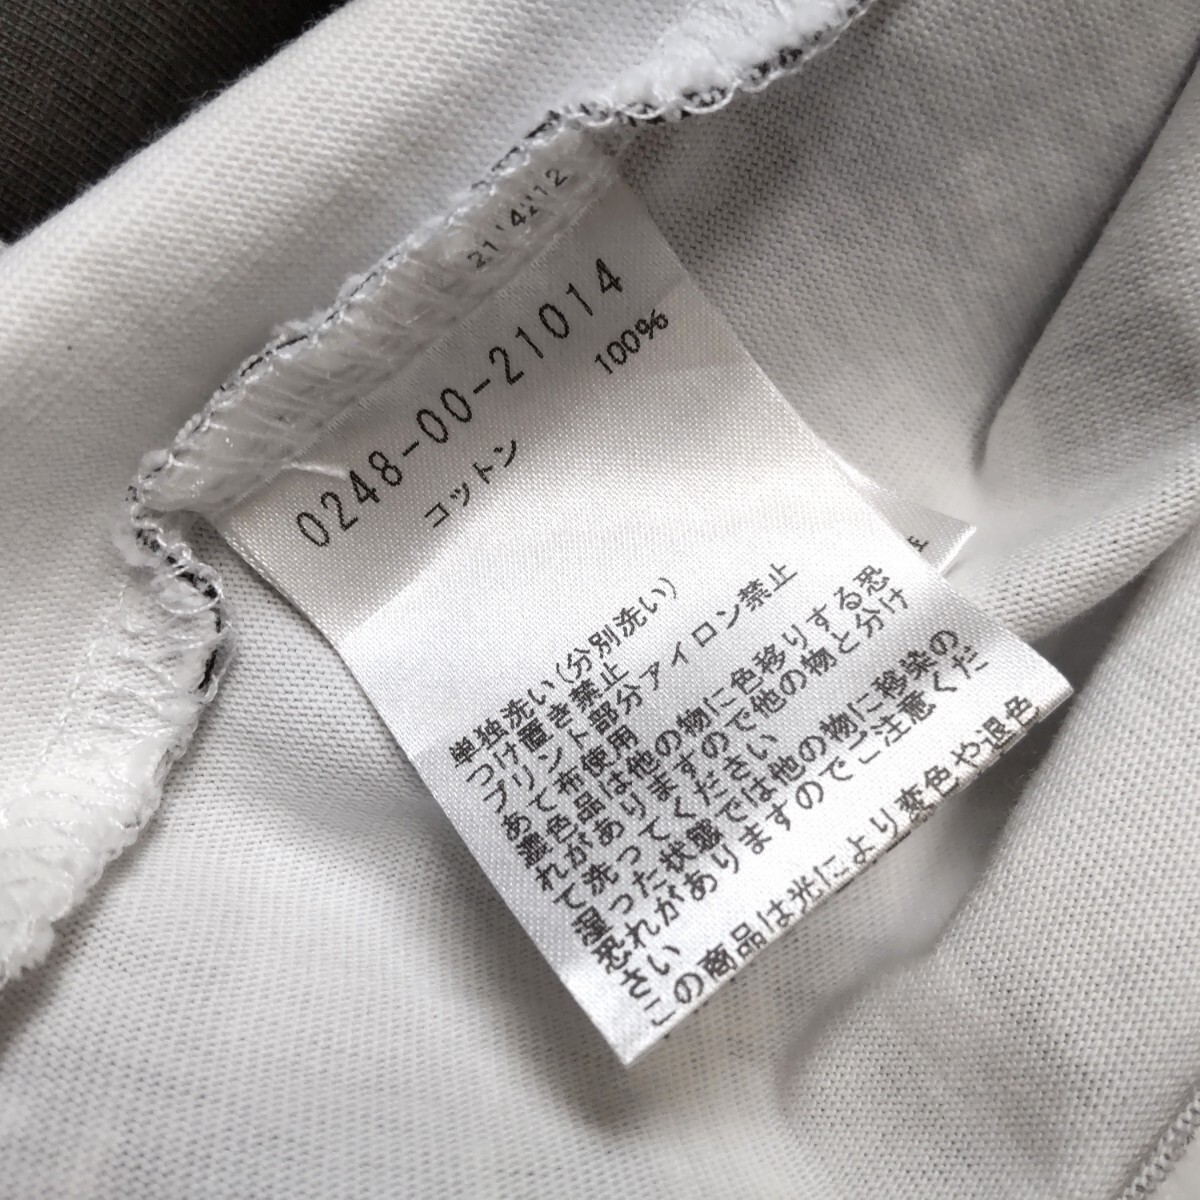 0248-00-21014
コットン 100%
単独洗い(分別洗い)
つけ置き禁止
プリント部分アイロン禁止
あて布使用
濃色品は他の物に色移りする恐
れがありますので他の物と分け
て洗ってください
湿った状態では他の物に移染の
恐れがありますのでご注意くだ
さい
この商品は光により変色や退色